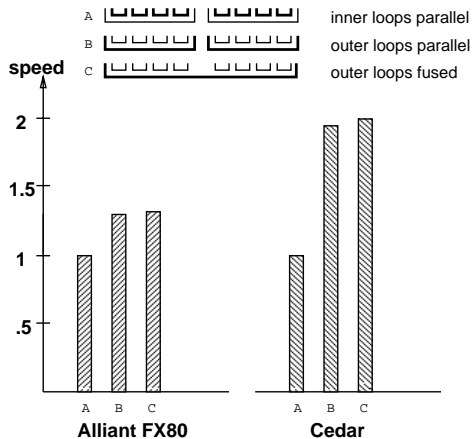 A inner loops parallel
B outer loops parallel
C outer loops fused
speed
2
1.5
1
.5
A B C
A B C
Alliant FX80
Cedar